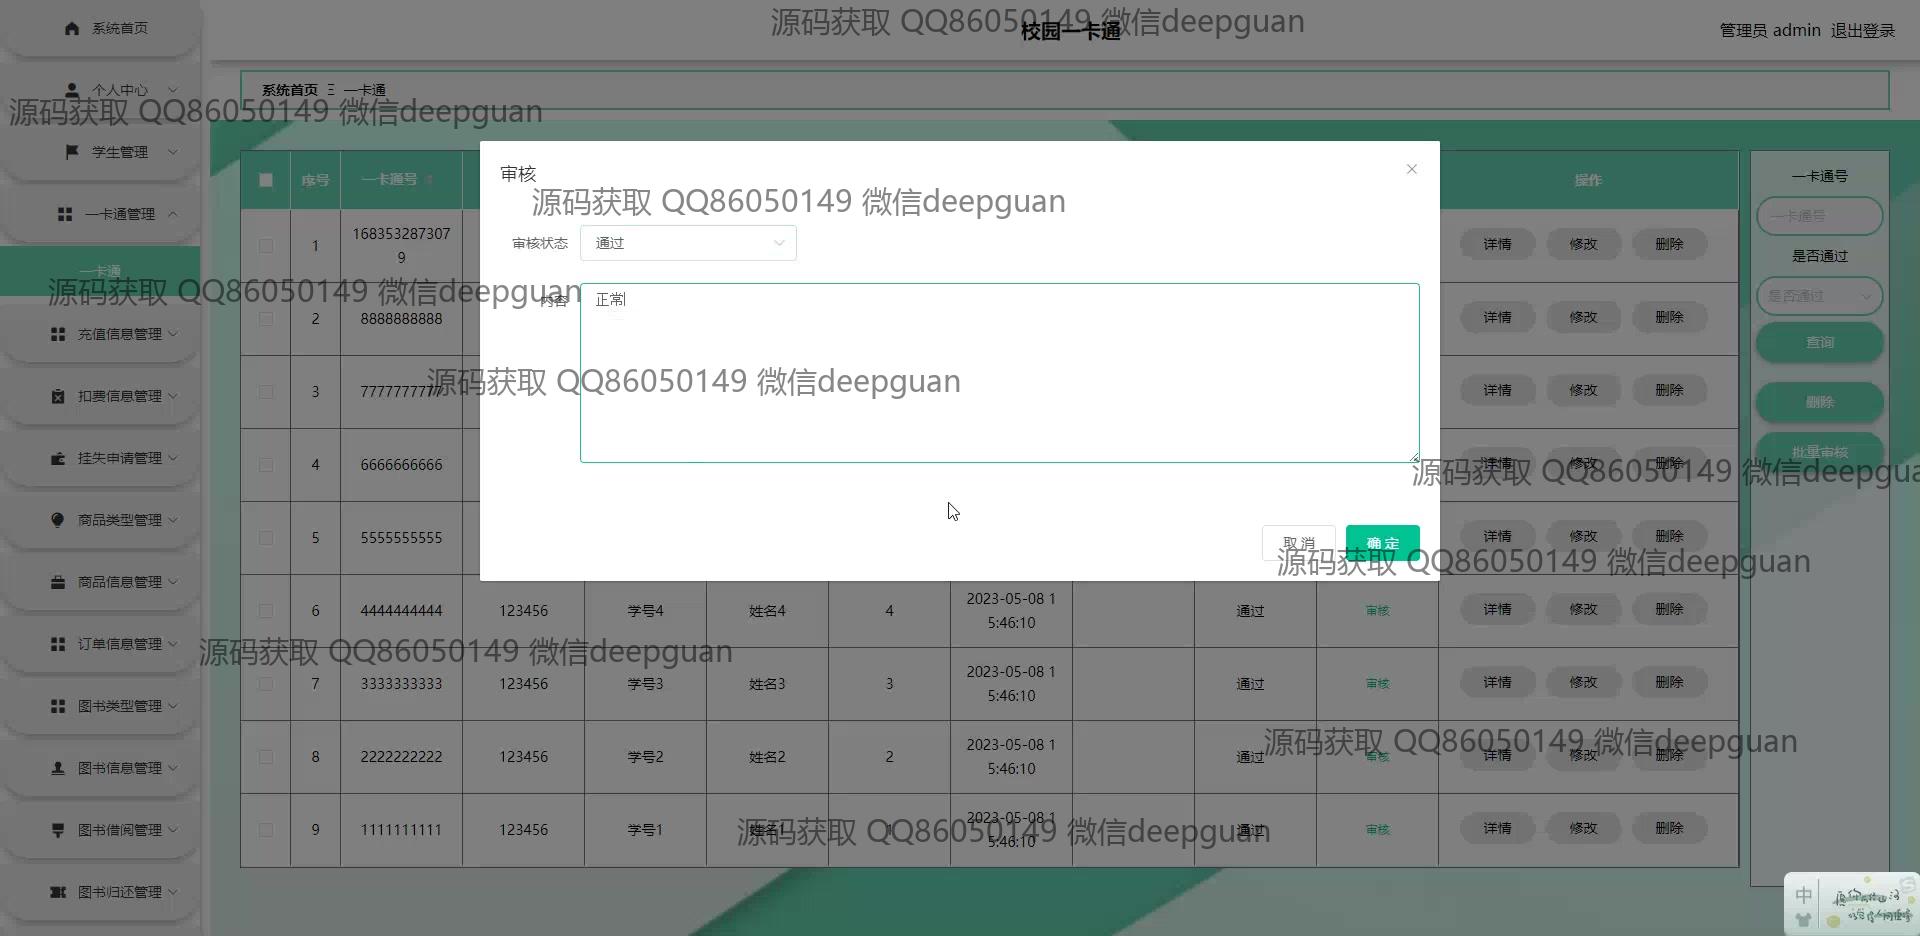 系统首页
个人中心
学生管理
一卡通管理
一卡通
充值信息管理
扣费信息管理
挂失申请管理
商品类型管理
商品信息管理
订单信息管理
图书类型管理
图书信息管理
图书借阅管理
图书归还管理
校园一卡通
管理员 admin 退出登录
系统首页 Ξ 一卡通
序号 一卡通号 操作
1 168353287307
9 详情 修改 删除
2 8888888888 详情 修改 删除
3 7777777777 详情 修改 删除
4 6666666666 详情 修改 删除
5 5555555555 详情 修改 删除
6 4444444444 123456 学号4 姓名4 4 2023-05-08 1
5:46:10 通过 审核 详情 修改 删除
7 3333333333 123456 学号3 姓名3 3 2023-05-08 1
5:46:10 通过 审核 详情 修改 删除
8 2222222222 123456 学号2 姓名2 2 2023-05-08 1
5:46:10 通过 审核 详情 修改 删除
9 1111111111 123456 学号1 姓名1 1 2023-05-08 1
5:46:10 通过 审核 详情 修改 删除
审核
审核状态 通过
内容 正常
取消 确定
一卡通号
一卡通号
是否通过
是否通过
查询
删除
批量审核
中
源码获取 QQ86050149 微信deepguan
源码获取 QQ86050149 微信deepguan
源码获取 QQ86050149 微信deepguan
源码获取 QQ86050149 微信deepguan
源码获取 QQ86050149 微信deepguan
源码获取 QQ86050149 微信deepgua
源码获取 QQ86050149 微信deepguan
源码获取 QQ86050149 微信deepguan
源码获取 QQ86050149 微信deepguan
源码获取 QQ86050149 微信deepguan